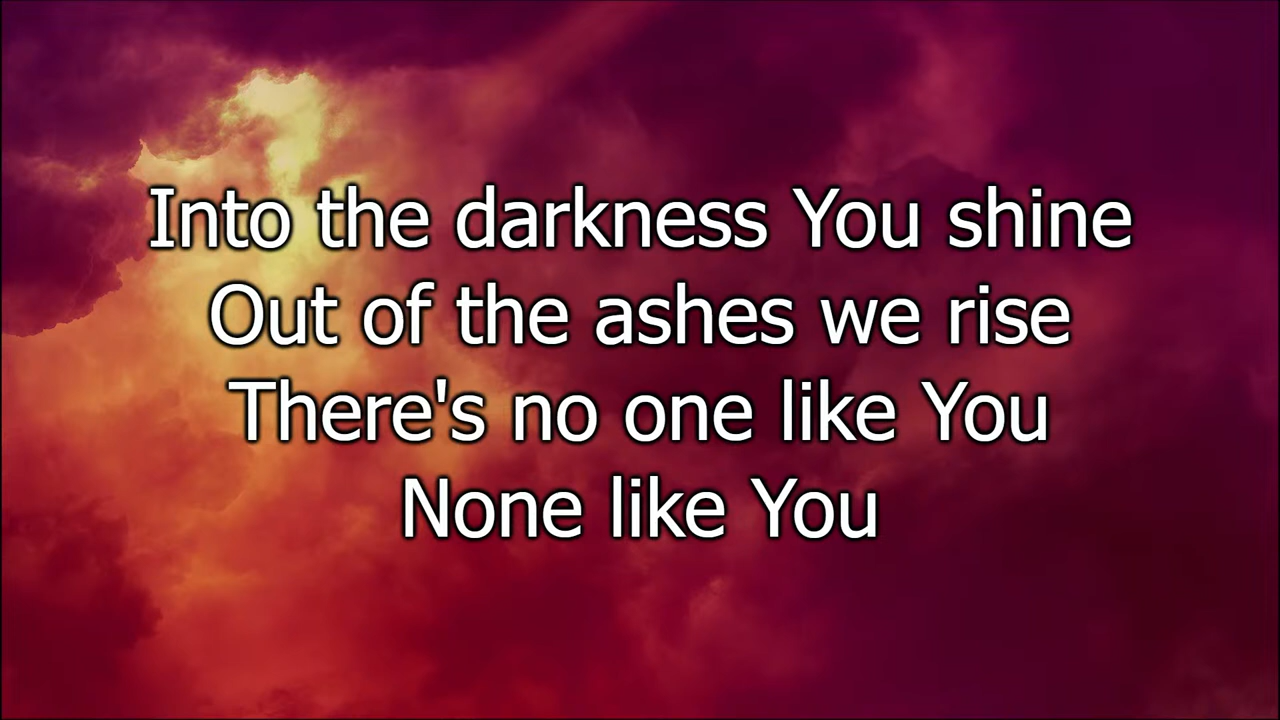 Into the darkness You shine
Out of the ashes we rise
There's no one like You
None like You